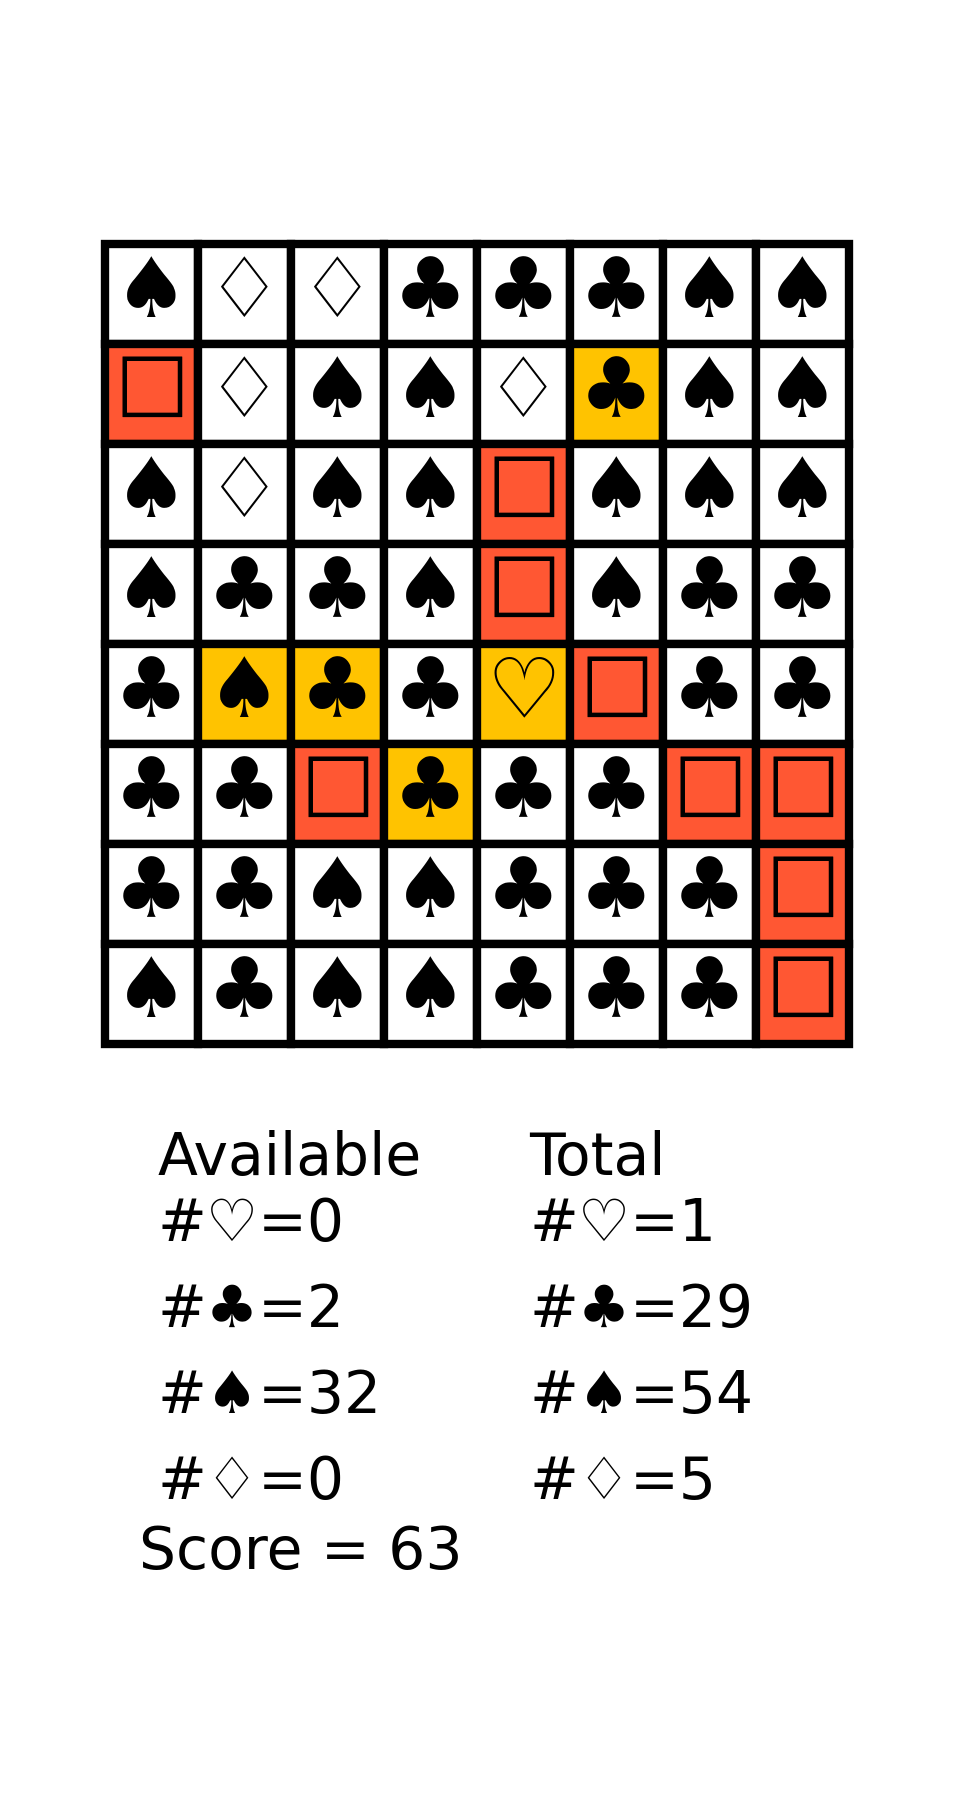 ♠ ♢ ♢ ♣ ♣ ♣ ♠ ♠
□ ♢ ♠ ♠ ♢ ♣ ♠ ♠
♠ ♢ ♠ ♠ □ ♠ ♠ ♠
♠ ♣ ♣ ♠ □ ♠ ♣ ♣
♣ ♠ ♣ ♣ ♡ □ ♣ ♣
♣ ♣ □ ♣ ♣ ♣ □ □
♣ ♣ ♠ ♠ ♣ ♣ ♣ □
♠ ♣ ♠ ♠ ♣ ♣ ♣ □
Available Total
#♡=0 #♡=1
#♣=2 #♣=29
#♠=32 #♠=54
#♢=0 #♢=5
Score = 63